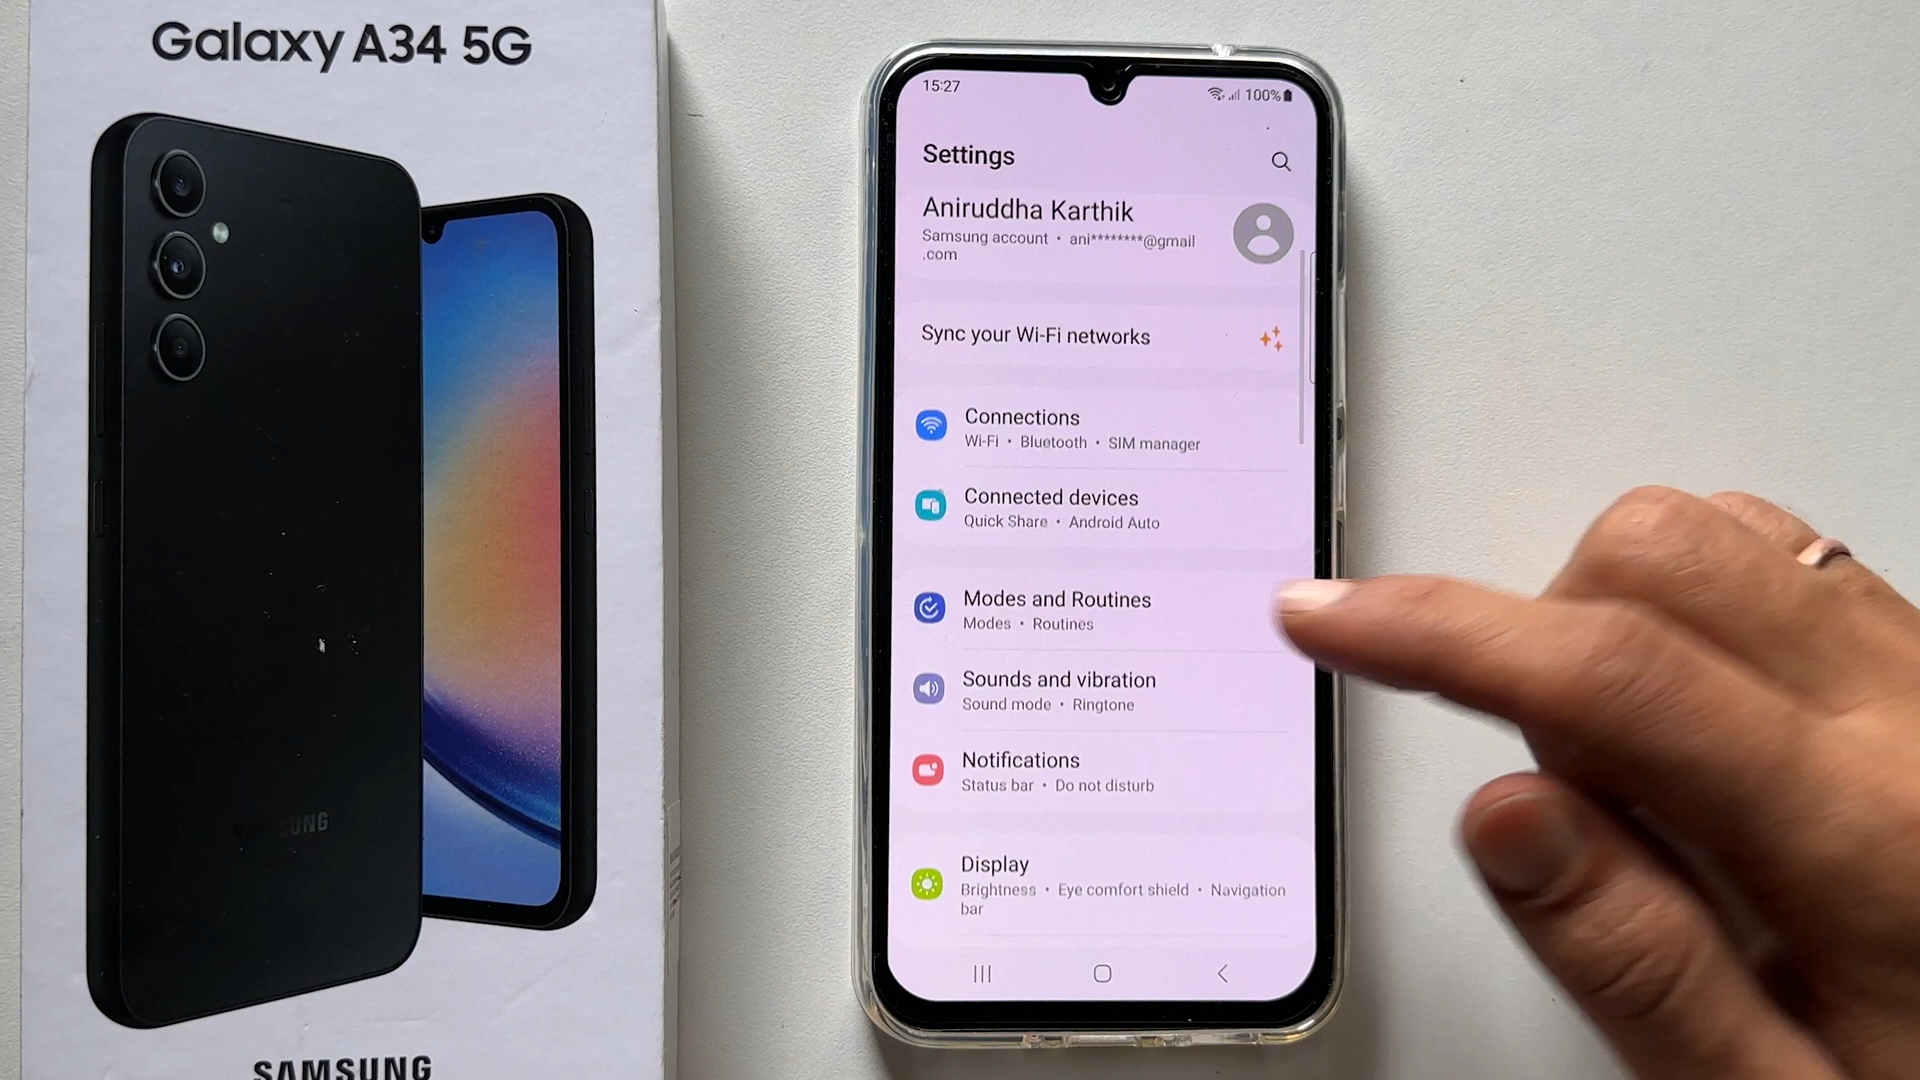 Galaxy A34 5G
SAMSUNG
SAMSUNG
15:27
100%
Settings
Aniruddha Karthik
Samsung account • ani********@gmail
.com
Sync your Wi-Fi networks
Connections
Wi-Fi • Bluetooth • SIM manager
Connected devices
Quick Share • Android Auto
Modes and Routines
Modes • Routines
Sounds and vibration
Sound mode • Ringtone
Notifications
Status bar • Do not disturb
Display
Brightness • Eye comfort shield • Navigation
bar